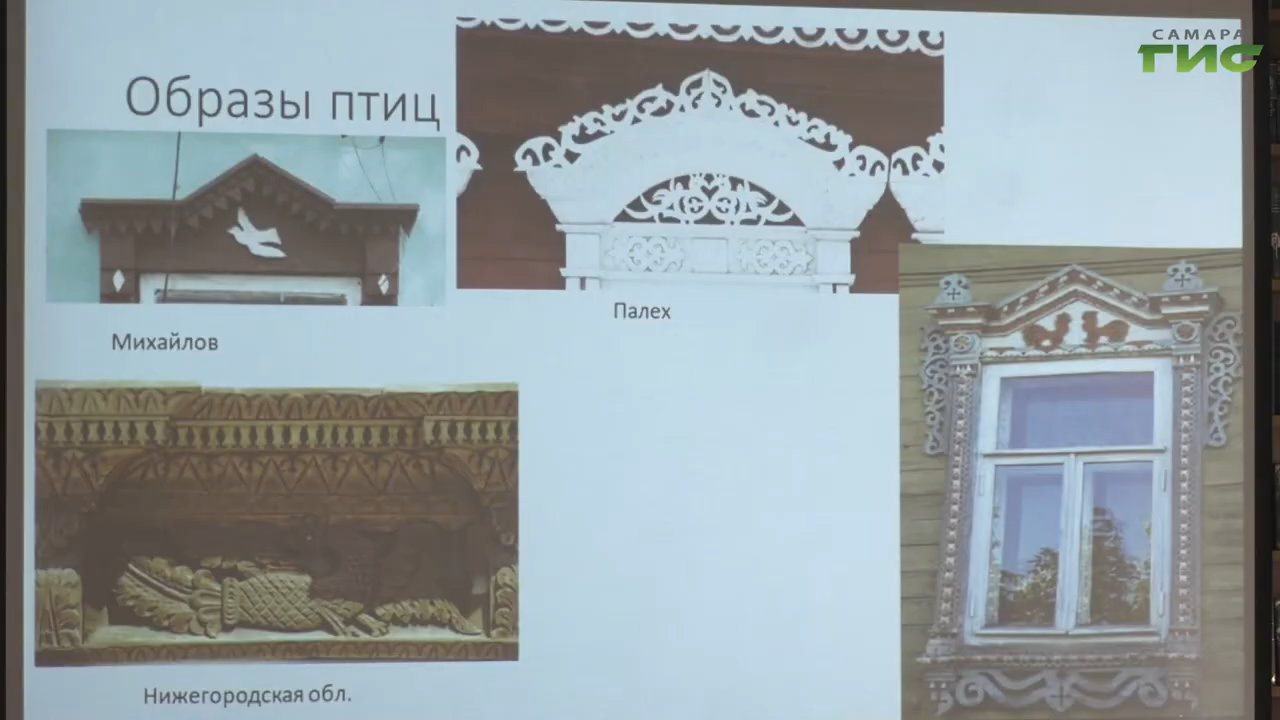 САМАРА
ГИС
Образы птиц
Палех
Михайлов
Нижегородская обл.